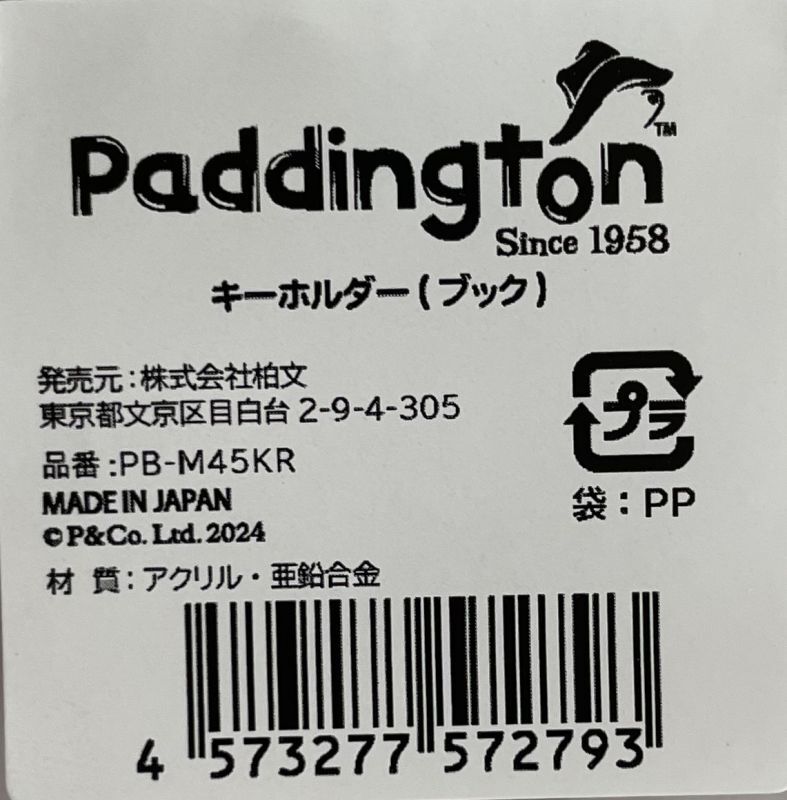 Paddington™
Since 1958
キーホルダー(ブック)
発売元:株式会社柏文
東京都文京区目白台 2-9-4-305
品番:PB-M45KR
MADE IN JAPAN
©P&Co. Ltd. 2024
材 質:アクリル・亜鉛合金
プラ
袋:PP
4 573277 572793